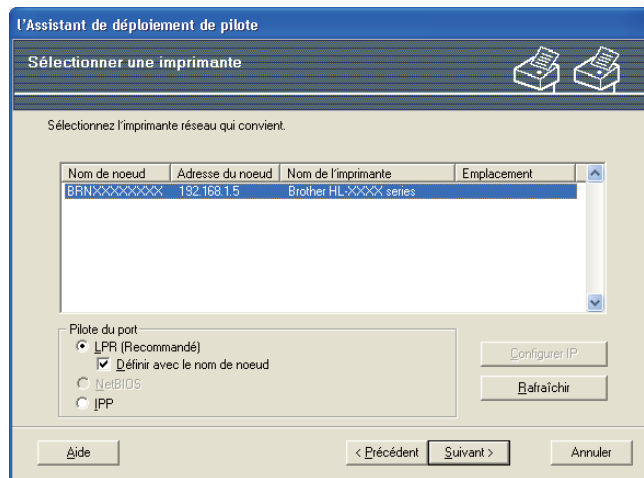 l'Assistant de déploiement de pilote
Sélectionner une imprimante
Sélectionnez l'imprimante réseau qui convient.
Nom de noeud Adresse du noeud Nom de l'imprimante Emplacement
BRNXXXXXXXXX 192.168.1.5 Brother HL-XXXX series
Pilote du port
LPR (Recommandé)
Définir avec le nom de noeud
NetBIOS
IPP
Configurer IP
Rafraîchir
Aide < Précédent Suivant > Annuler